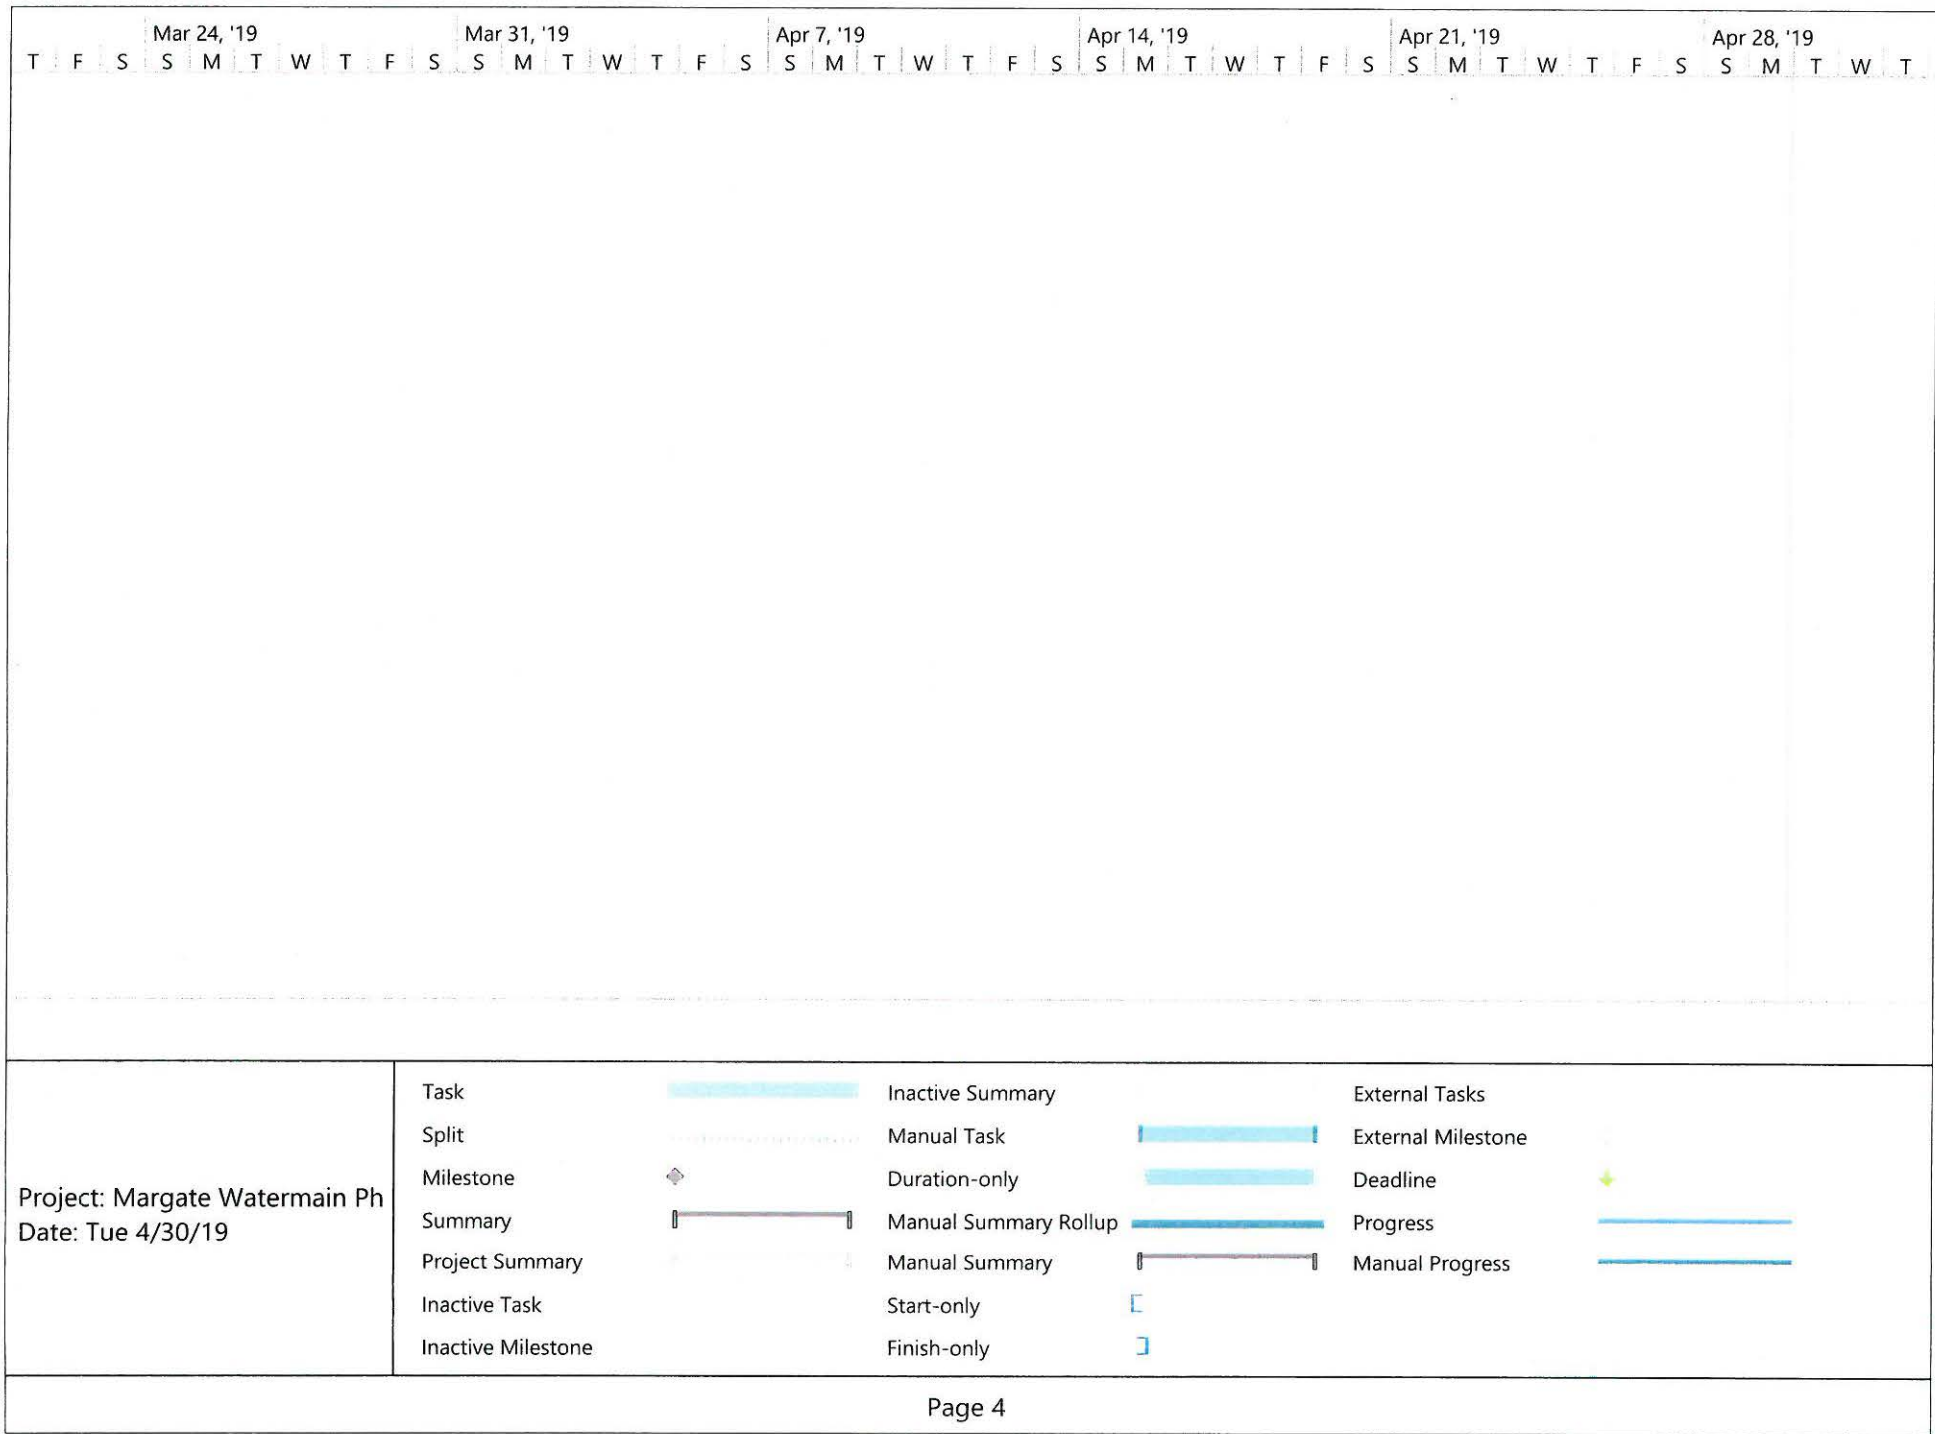 Mar 24, '19 Mar 31, '19 Apr 7, '19 Apr 14, '19 Apr 21, '19 Apr 28, '19
T F S S M T W T F S S M T W T F S S M T W T F S S M T W T F S S M T W T F S S M T W T
Project: Margate Watermain Ph
Date: Tue 4/30/19
Task
Split
Milestone
Summary
Project Summary
Inactive Task
Inactive Milestone
Inactive Summary
Manual Task
Duration-only
Manual Summary Rollup
Manual Summary
Start-only
Finish-only
External Tasks
External Milestone
Deadline
Progress
Manual Progress
Page 4